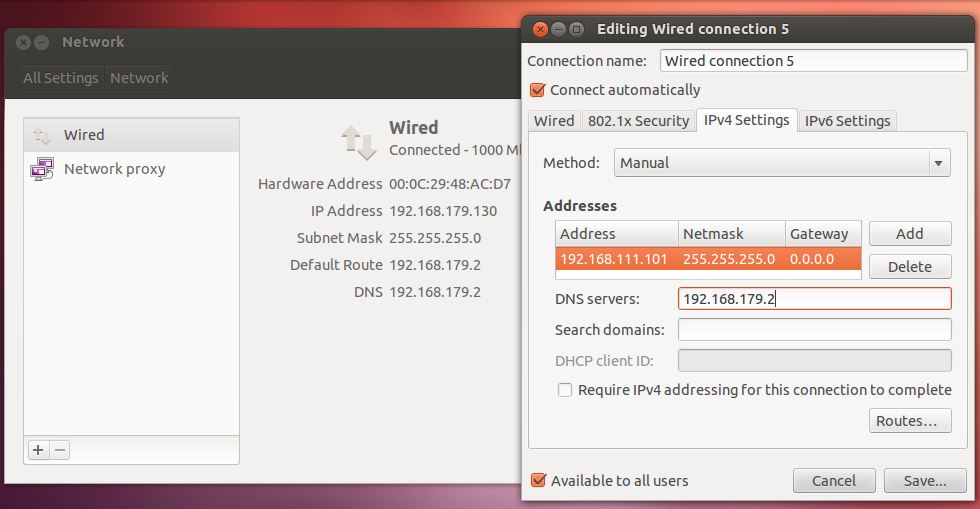 Network
All Settings Network
Wired
Network proxy
Wired
Connected - 1000 M
Hardware Address 00:0C:29:48:AC:D7
IP Address 192.168.179.130
Subnet Mask 255.255.255.0
Default Route 192.168.179.2
DNS 192.168.179.2
Editing Wired connection 5
Connection name: Wired connection 5
Connect automatically
Wired 802.1x Security IPv4 Settings IPv6 Settings
Method: Manual
Addresses
Address Netmask Gateway
192.168.111.101 255.255.255.0 0.0.0.0
Add
Delete
DNS servers: 192.168.179.2
Search domains:
DHCP client ID:
Require IPv4 addressing for this connection to complete
Routes…
Available to all users
Cancel Save...